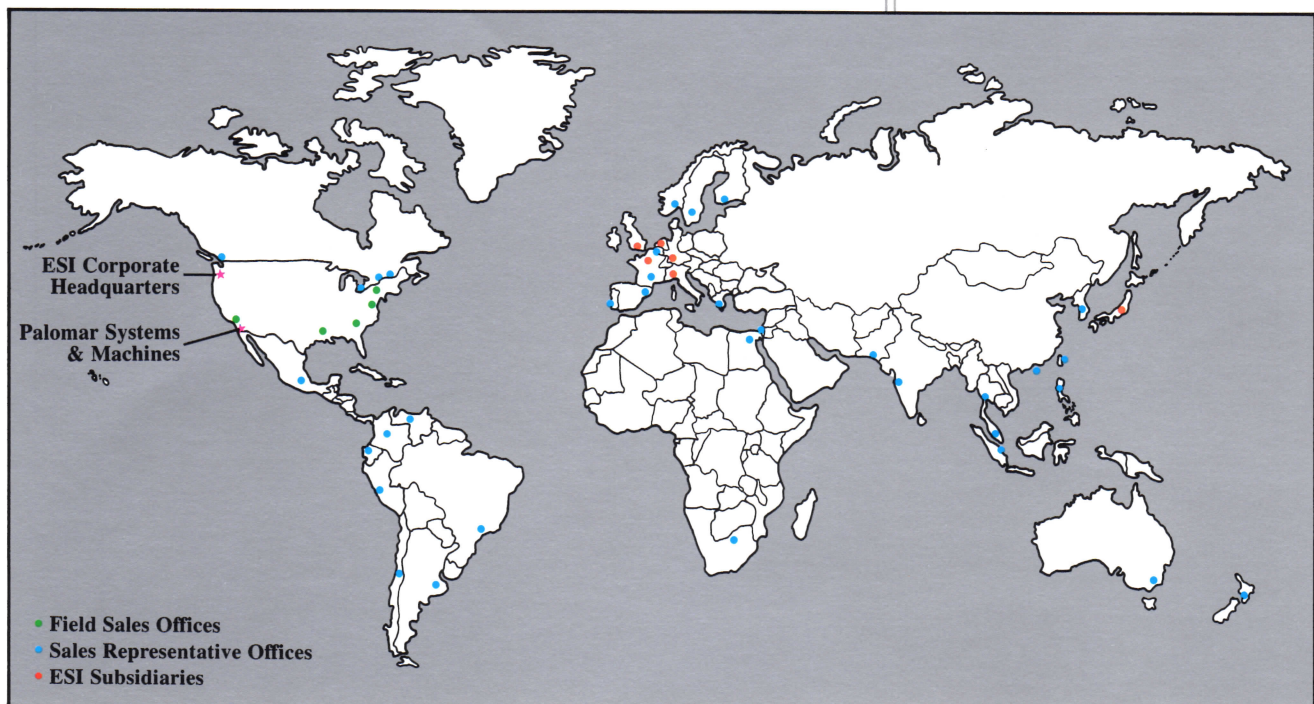 ESI Corporate
Headquarters
Palomar Systems
& Machines
Field Sales Offices
Sales Representative Offices
ESI Subsidiaries